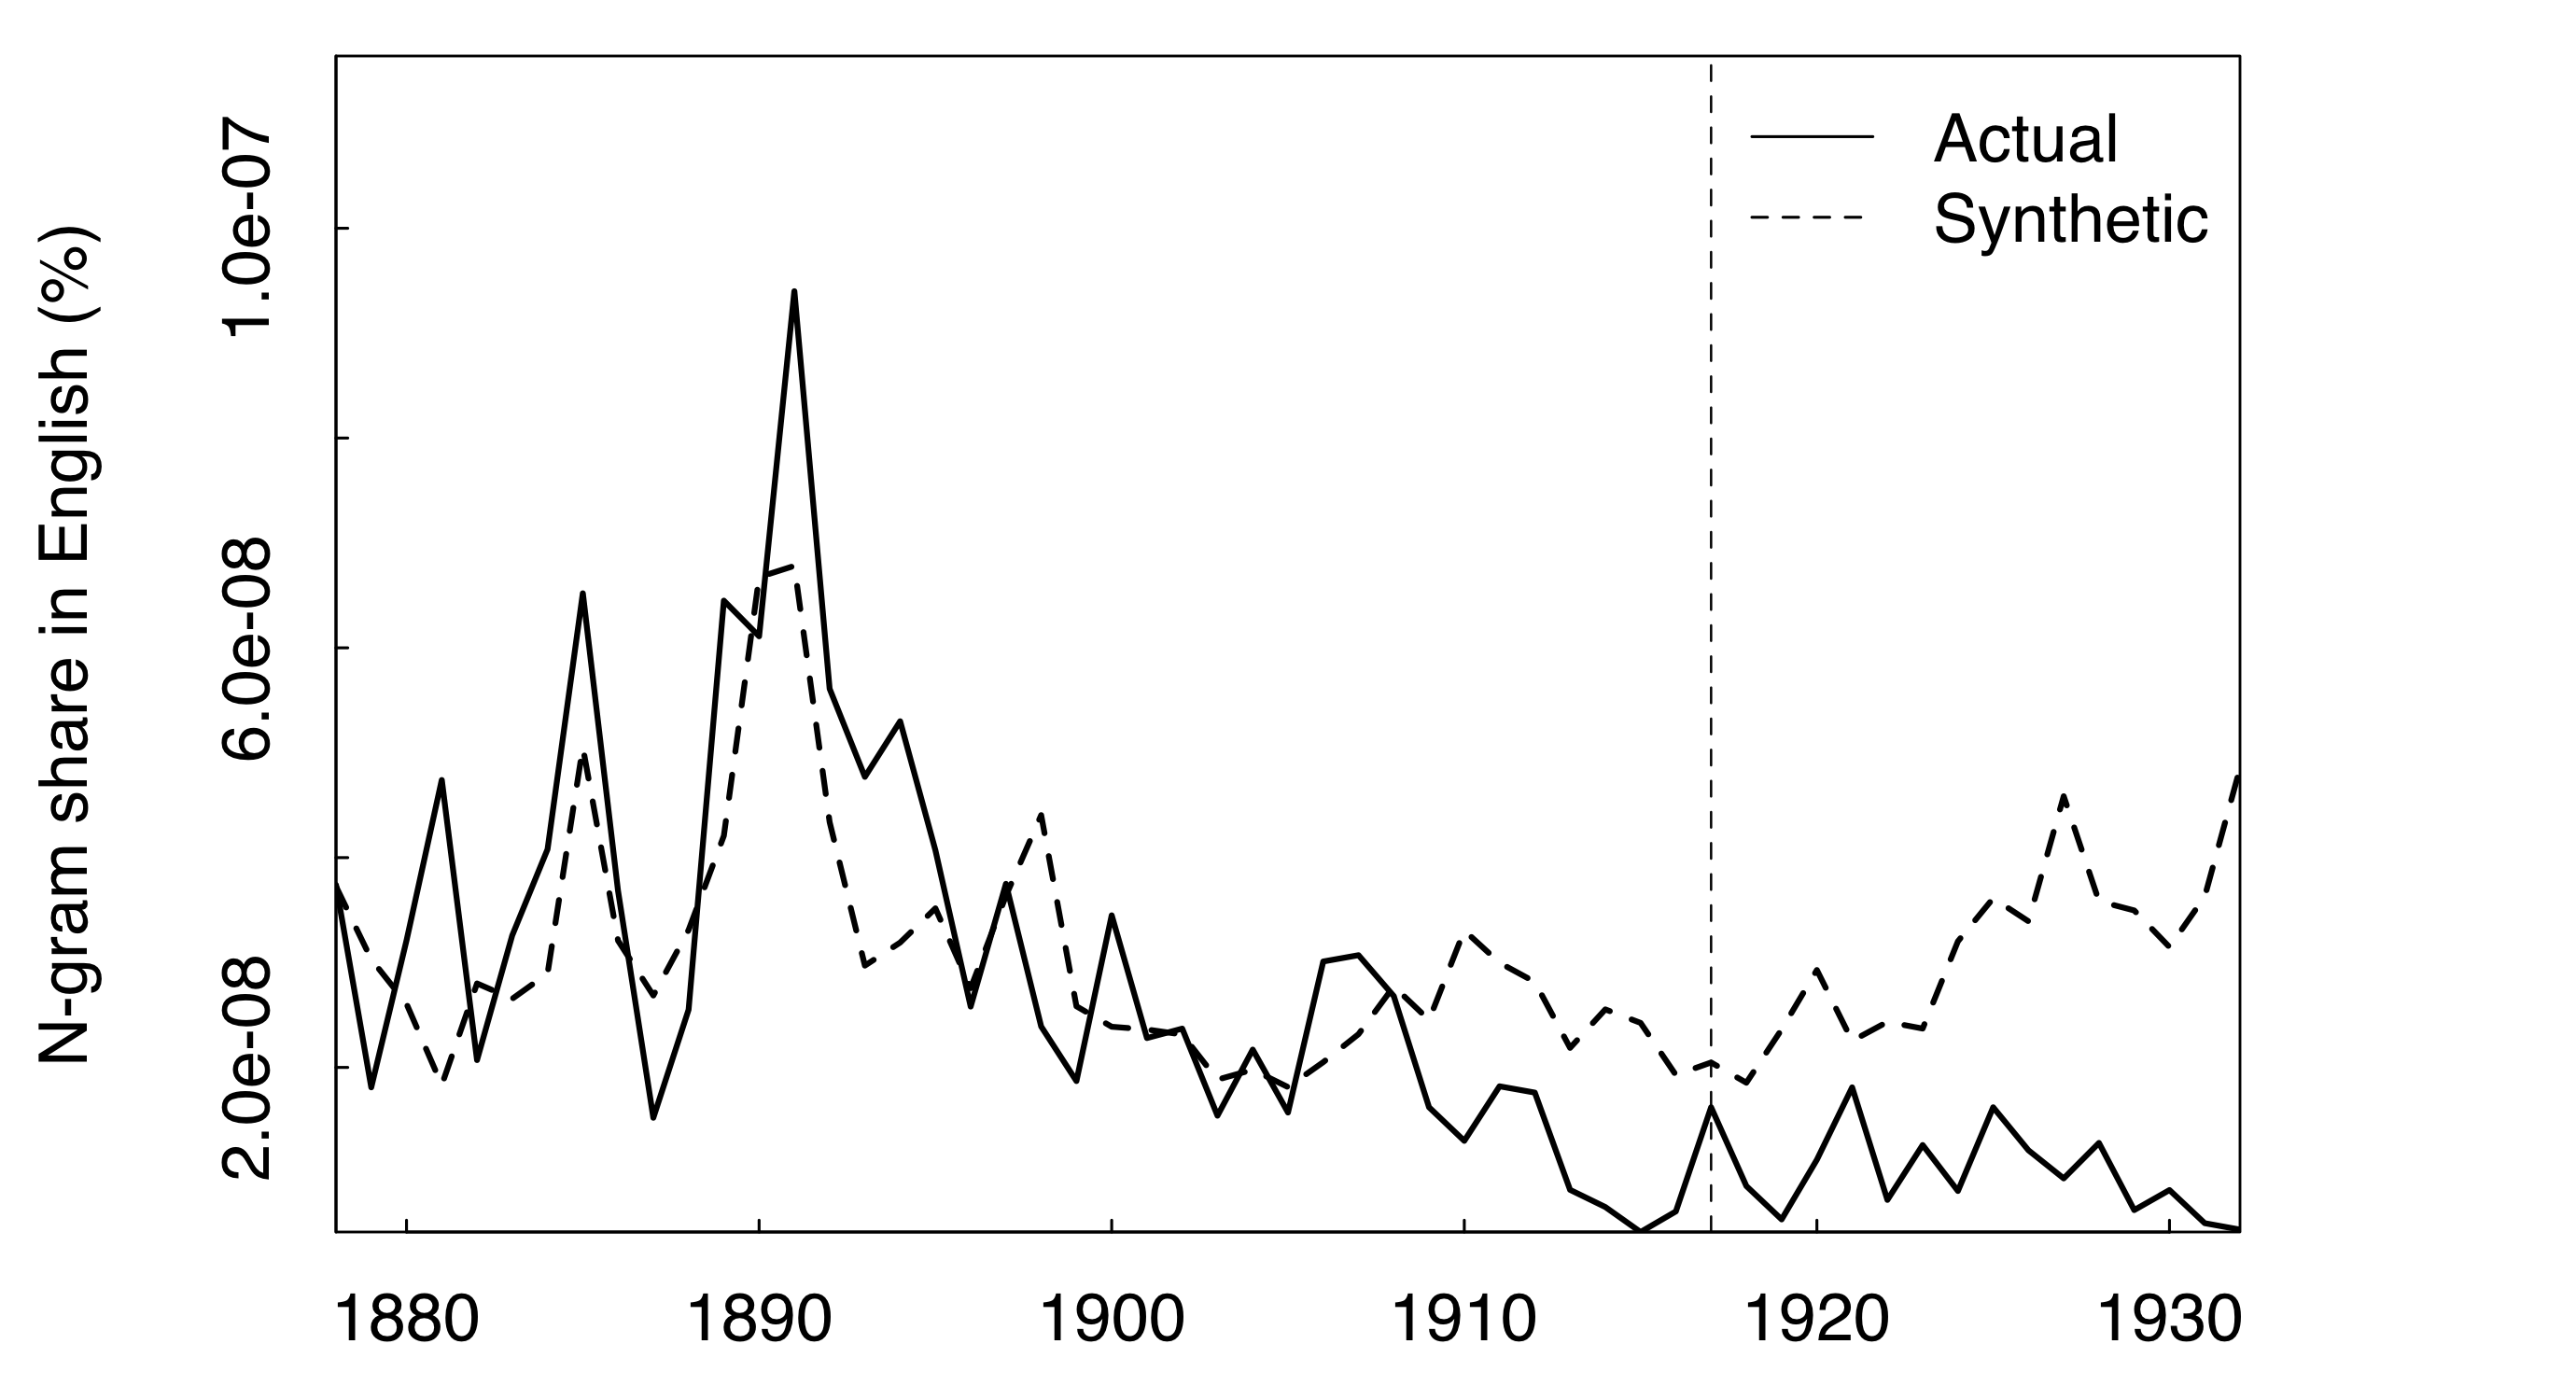 N-gram share in English (%)
1.0e-07
6.0e-08
2.0e-08
Actual
Synthetic
1880 1890 1900 1910 1920 1930